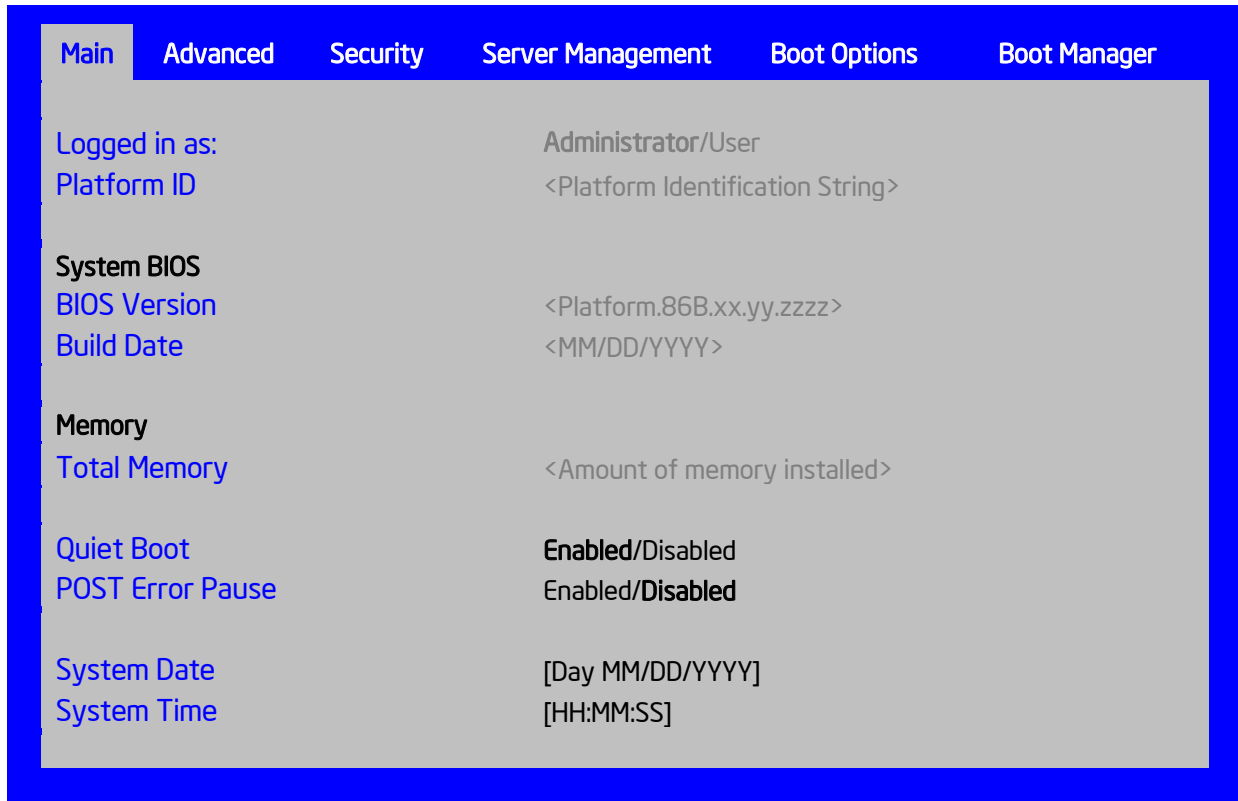 Main Advanced Security Server Management Boot Options Boot Manager
Logged in as: Administrator/User
Platform ID <Platform Identification String>
System BIOS
BIOS Version <Platform.86B.xx.yy.zzzz>
Build Date <MM/DD/YYYY>
Memory
Total Memory <Amount of memory installed>
Quiet Boot Enabled/Disabled
POST Error Pause Enabled/Disabled
System Date [Day MM/DD/YYYY]
System Time [HH:MM:SS]